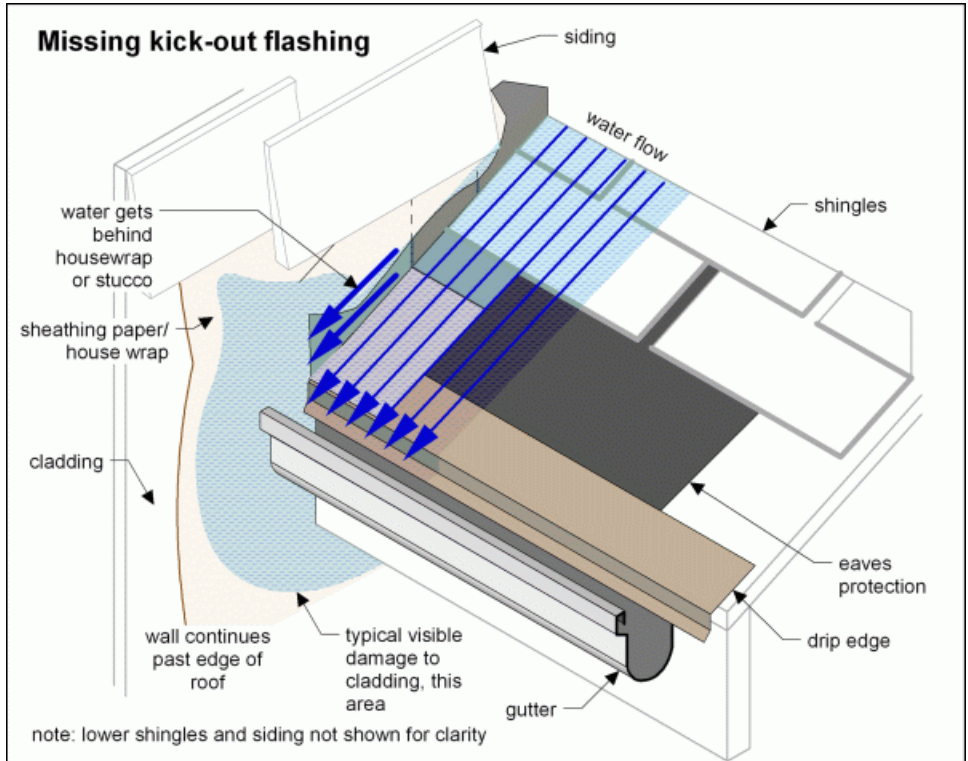 Missing kick-out flashing
siding
water flow
shingles
water gets
behind
housewrap
or stucco
sheathing paper/
house wrap
cladding
eaves
protection
drip edge
wall continues
past edge of
roof
typical visible
damage to
cladding, this
area
gutter
note: lower shingles and siding not shown for clarity